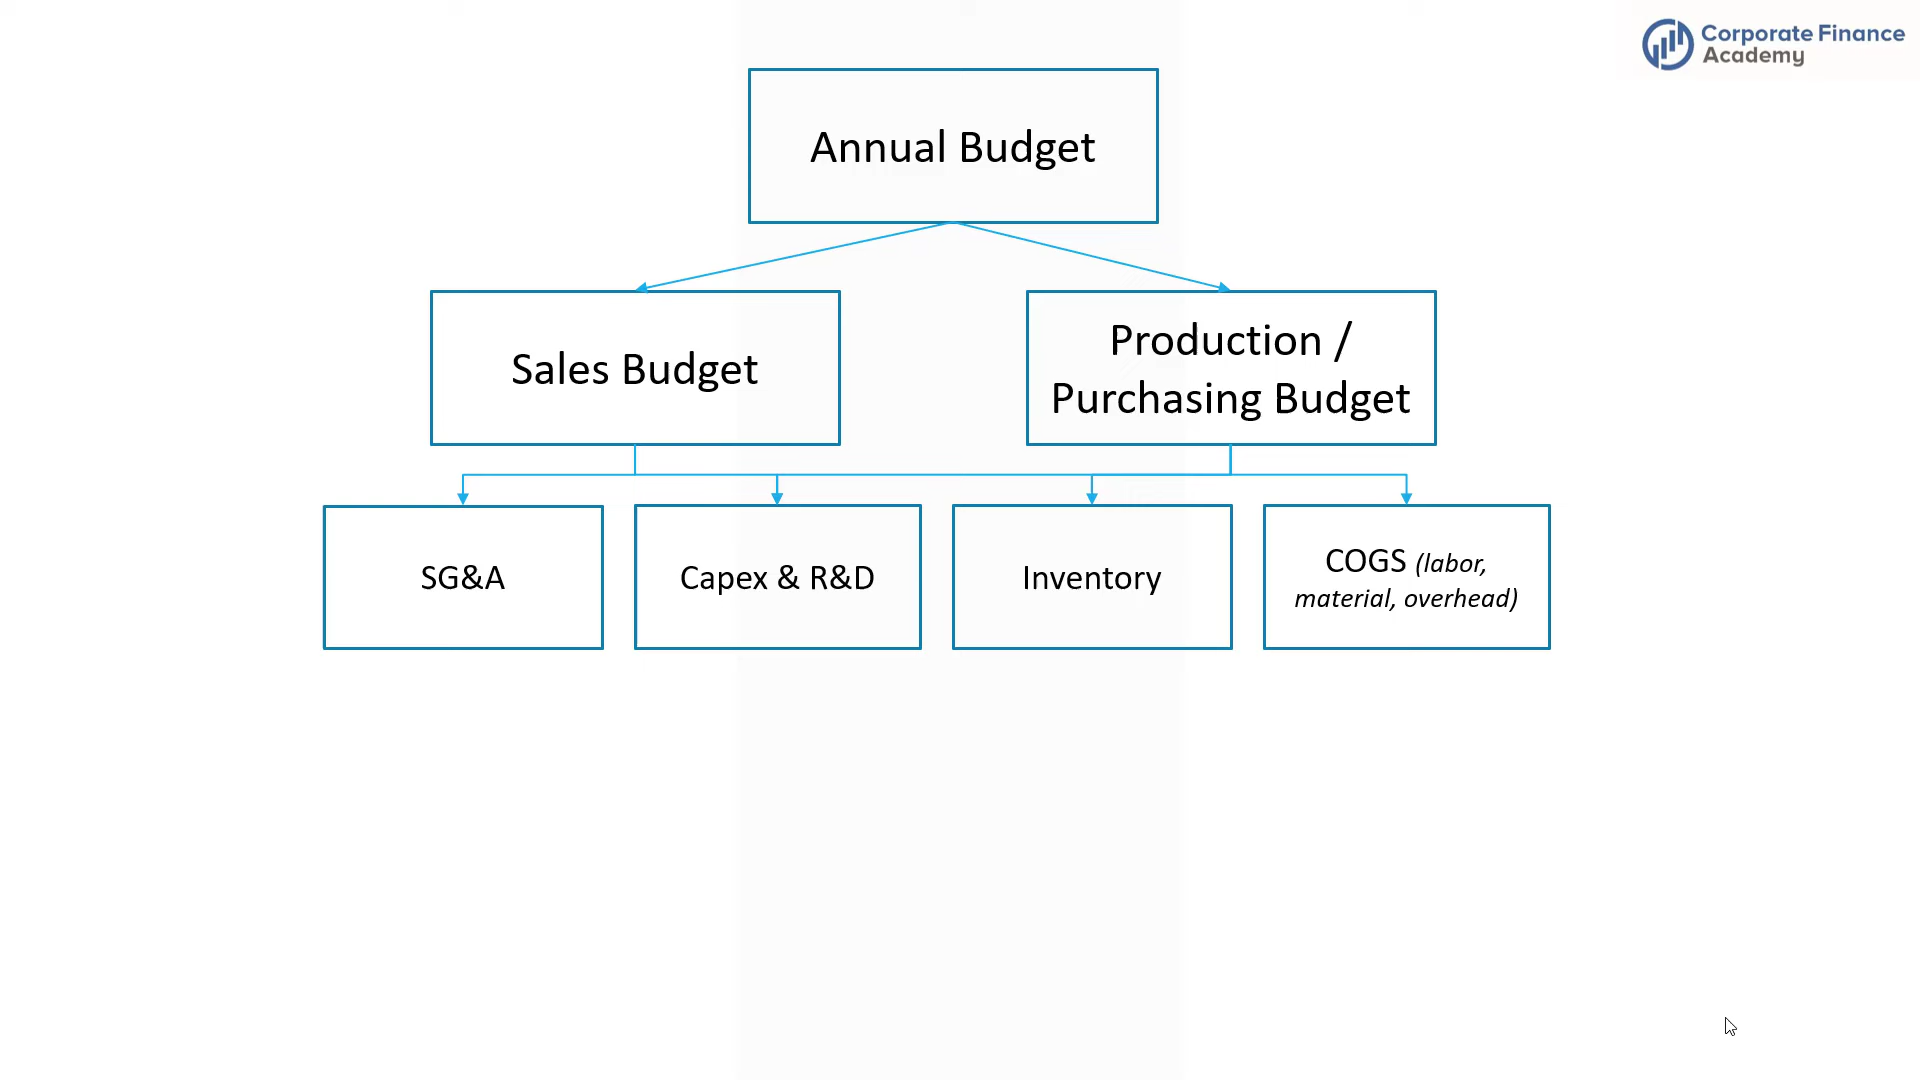 Corporate Finance
Academy
Annual Budget
Sales Budget
Production /
Purchasing Budget
SG&A
Capex & R&D
Inventory
COGS (labor,
material, overhead)